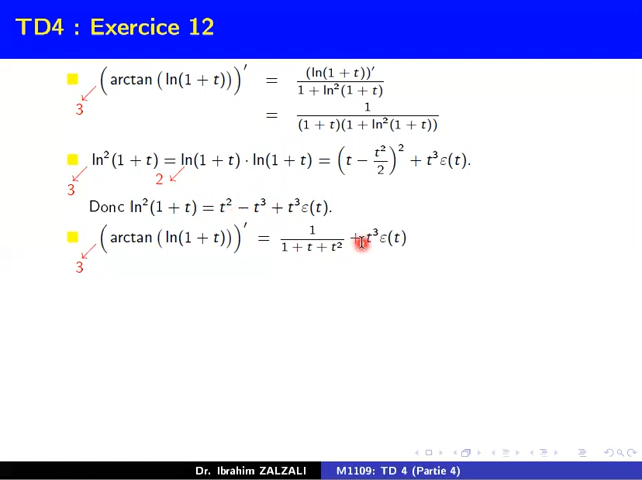 TD4 : Exercice 12
(arctan (ln(1 + t)))′ = (ln(1 + t))′ / 1 + ln²(1 + t)
3
= 1 / (1 + t)(1 + ln²(1 + t))
ln²(1 + t) = ln(1 + t) · ln(1 + t) = (t − t²/2)² + t³ε(t).
3 2
Donc ln²(1 + t) = t² − t³ + t³ε(t).
(arctan (ln(1 + t)))′ = 1 / 1 + t + t² + t³ε(t)
3
Dr. Ibrahim ZALZALI M1109: TD 4 (Partie 4)